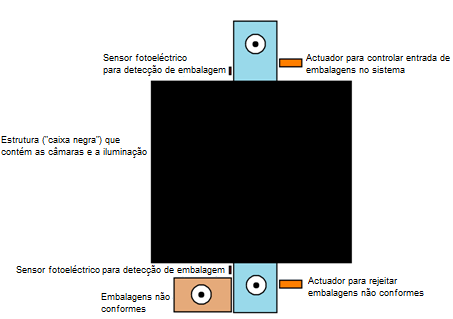 Sensor fotoeléctrico
para detecção de embalagem
Actuador para controlar entrada de
embalagens no sistema
Estrutura ("caixa negra") que
contém as câmaras e a iluminação
Sensor fotoeléctrico para detecção de embalagem
Actuador para rejeitar
embalagens não conformes
Embalagens não
conformes